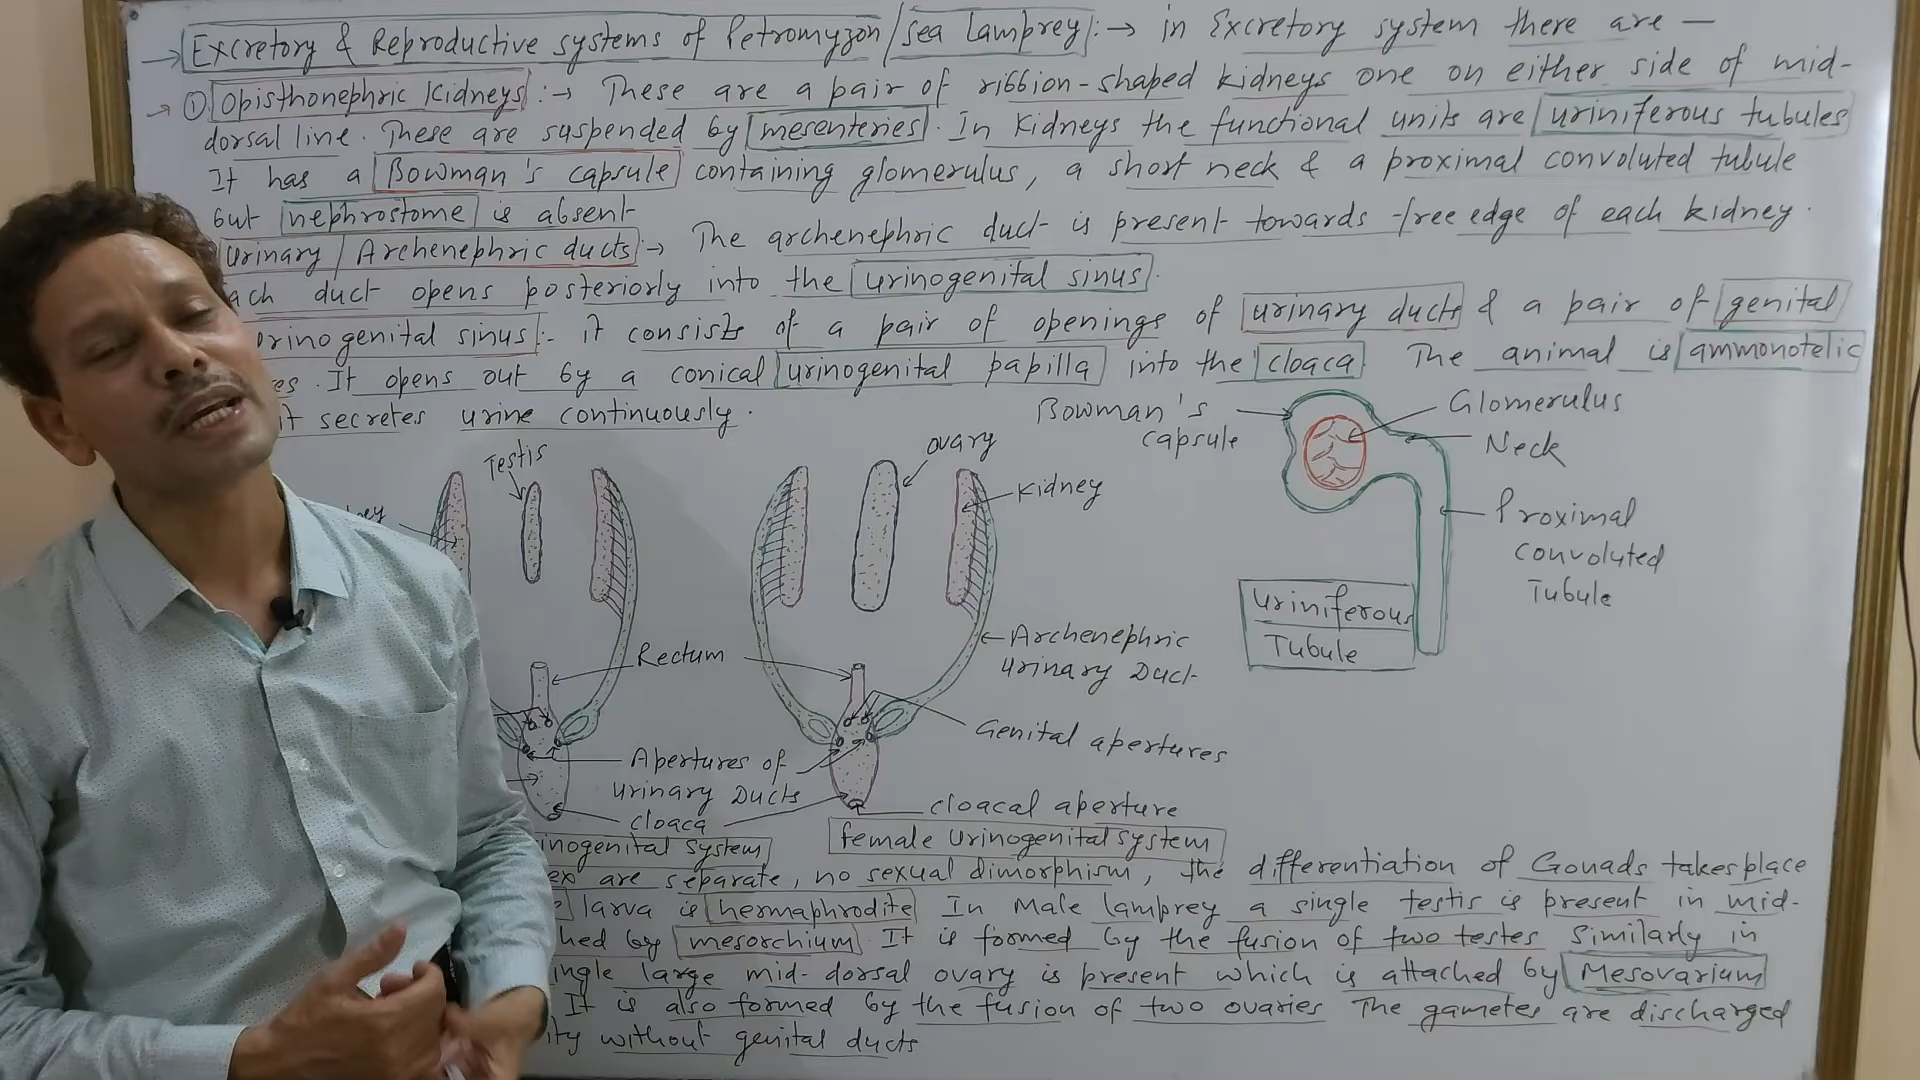 → Excretory & Reproductive systems of Petromyzon / sea Lamprey :→ in Excretory system there are —
→ ① Opisthonephric Kidneys :→ These are a pair of ribbion-shaped kidneys one on either side of mid-
dorsal line. These are suspended by mesenteries. In Kidneys the functional units are uriniferous tubules
It has a Bowman's capsule containing glomerulus, a short neck & a proximal convoluted tubule
but nephrostome is absent
Urinary / Archenephric ducts :→ The archenephric duct is present towards free edge of each kidney.
ach duct opens posteriorly into the urinogenital sinus.
rinogenital sinus :- it consists of a pair of openings of urinary ducts & a pair of genital
es. It opens out by a conical urinogenital papilla into the cloaca The animal is ammonotelic
it secretes urine continuously.
Bowman's capsule
Glomerulus
Neck
Proximal
convoluted
Tubule
Uriniferous
Tubule
Testis
ovary
Kidney
ey
Rectum
Archenephric
urinary Duct
Genital apertures
Apertures of
urinary Ducts
cloaca
cloacal aperture
inogenital system
female Urinogenital system
ex are separate, no sexual dimorphism, the differentiation of Gonads takes place
larva is hermaphrodite In Male lamprey a single testis is present in mid-
hed by mesorchium. It is formed by the fusion of two testes Similarly in
ingle large mid-dorsal ovary is present which is attached by Mesovarium
It is also formed by the fusion of two ovaries The gametes are discharged
ity without genital ducts